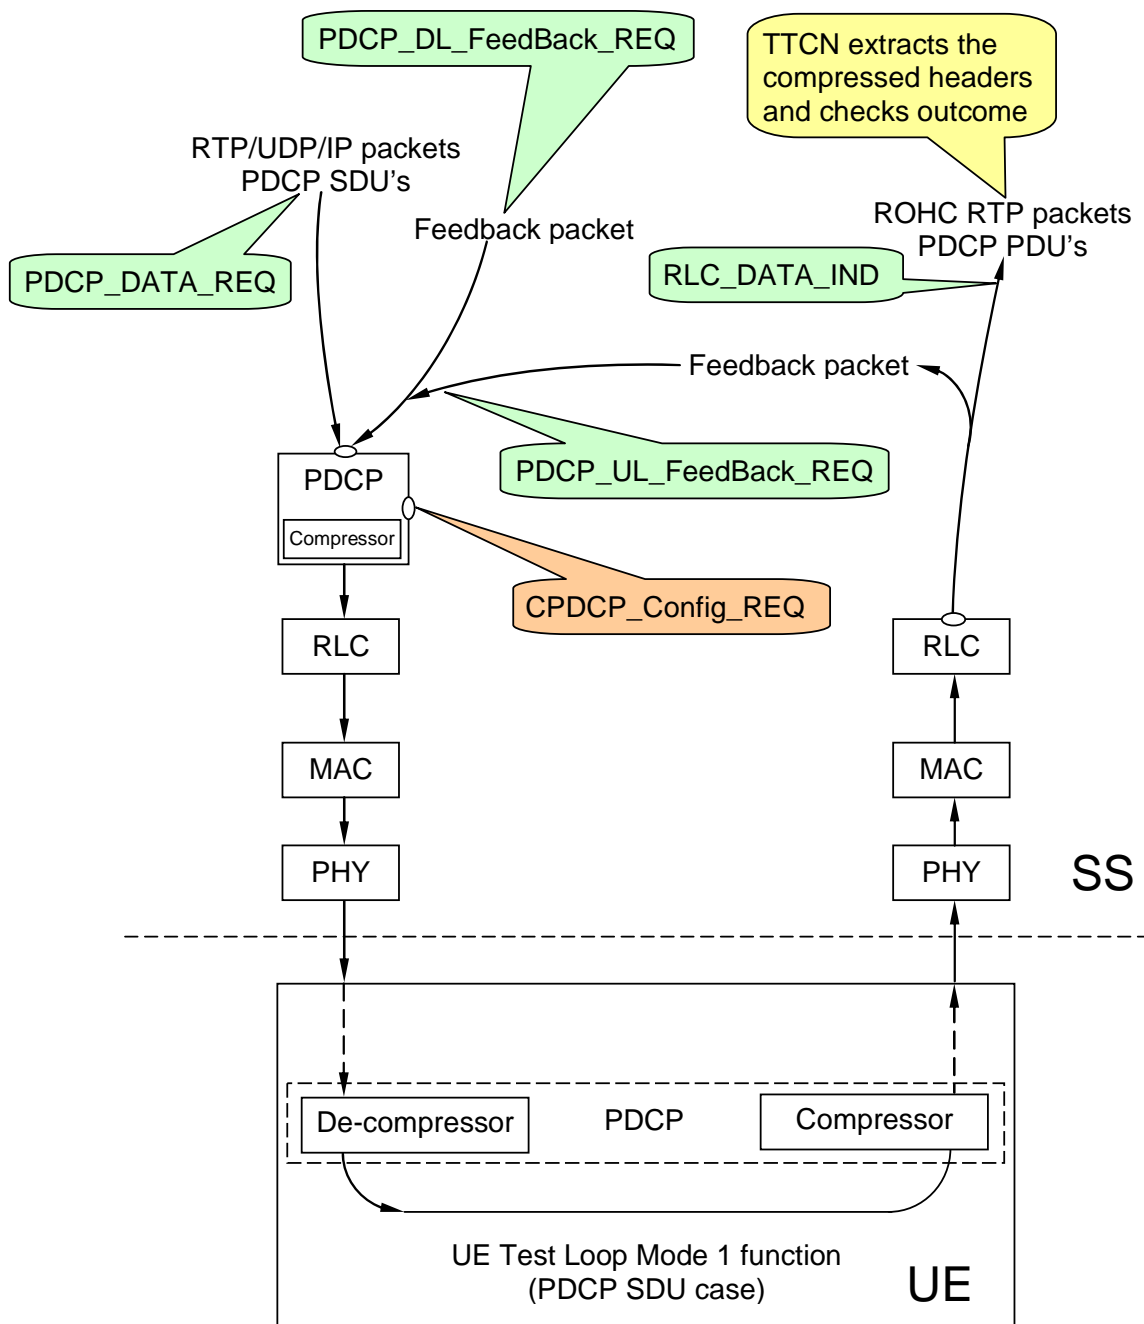 PDCP_DL_FeedBack_REQ
TTCN extracts the
compressed headers
and checks outcome
RTP/UDP/IP packets
PDCP SDU's
Feedback packet
ROHC RTP packets
PDCP PDU's
PDCP_DATA_REQ
RLC_DATA_IND
Feedback packet
PDCP_UL_FeedBack_REQ
PDCP
Compressor
CPDCP_Config_REQ
RLC
RLC
MAC
MAC
PHY
PHY
SS
De-compressor
PDCP
Compressor
UE Test Loop Mode 1 function
(PDCP SDU case)
UE